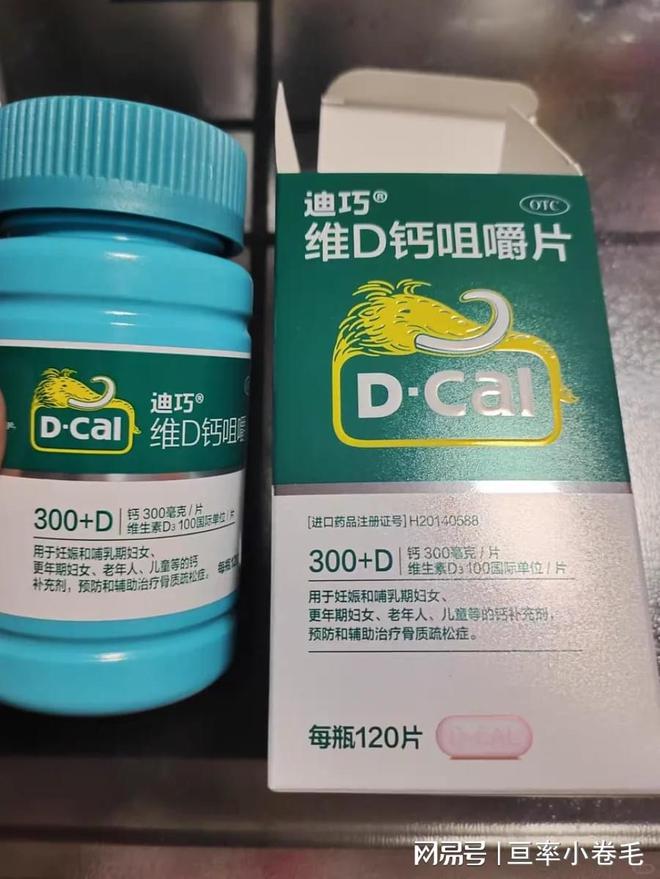 迪巧®
维D钙咀嚼
D·Cal
300+D
钙 300毫克/片
维生素D₃ 100国际单位/片
用于妊娠和哺乳期妇女、
更年期妇女、老年人、儿童等的钙
补充剂，预防和辅助治疗骨质疏松症。
每瓶120
迪巧®
OTC
维D钙咀嚼片
D·Cal
[进口药品注册证号] H20140588
300+D
钙 300毫克/片
维生素D₃ 100国际单位/片
用于妊娠和哺乳期妇女、
更年期妇女、老年人、儿童等的钙补充剂，
预防和辅助治疗骨质疏松症。
每瓶120片
D-CAL
网易号 | 亘率小卷毛